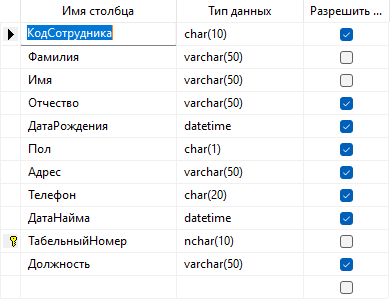 Имя столбца Тип данных Разрешить ...
КодСотрудника char(10)
Фамилия varchar(50)
Имя varchar(50)
Отчество varchar(50)
ДатаРождения datetime
Пол char(1)
Адрес varchar(50)
Телефон char(20)
ДатаНайма datetime
ТабельныйНомер nchar(10)
Должность varchar(50)